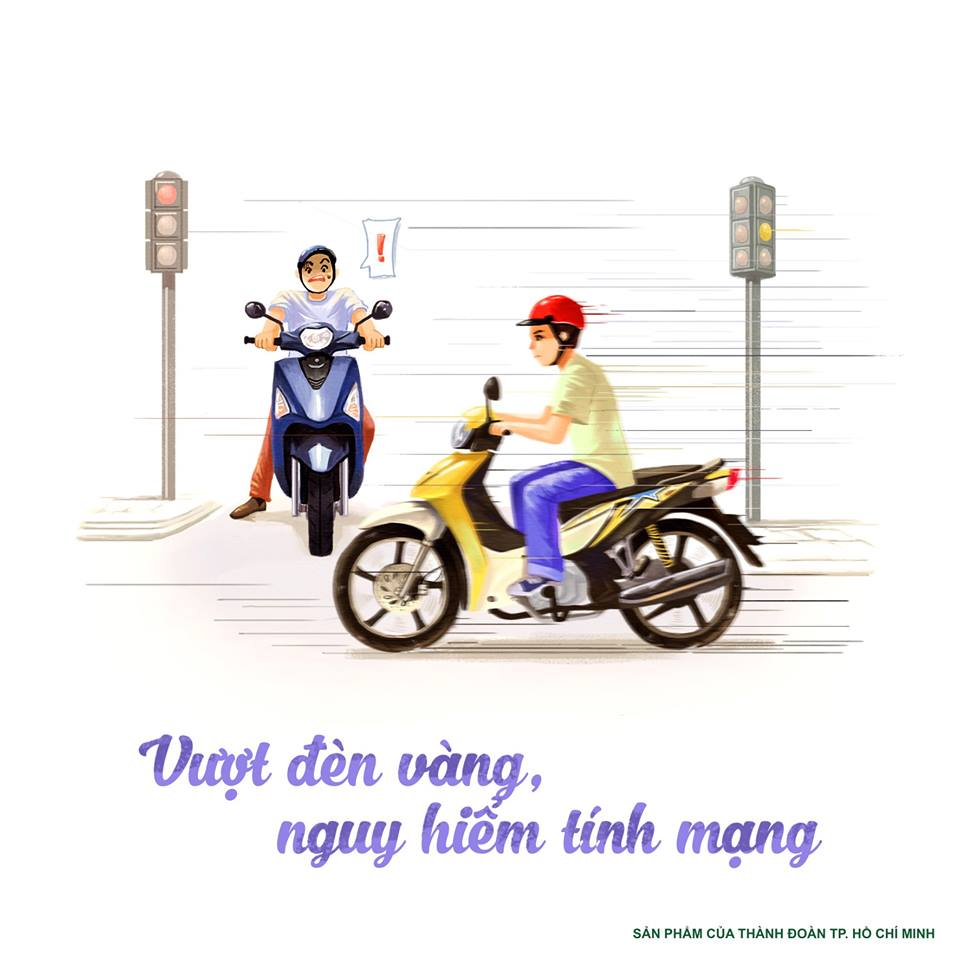 !
Vượt đèn vàng,
nguy hiểm tính mạng
SẢN PHẨM CỦA THÀNH ĐOÀN TP. HỒ CHÍ MINH